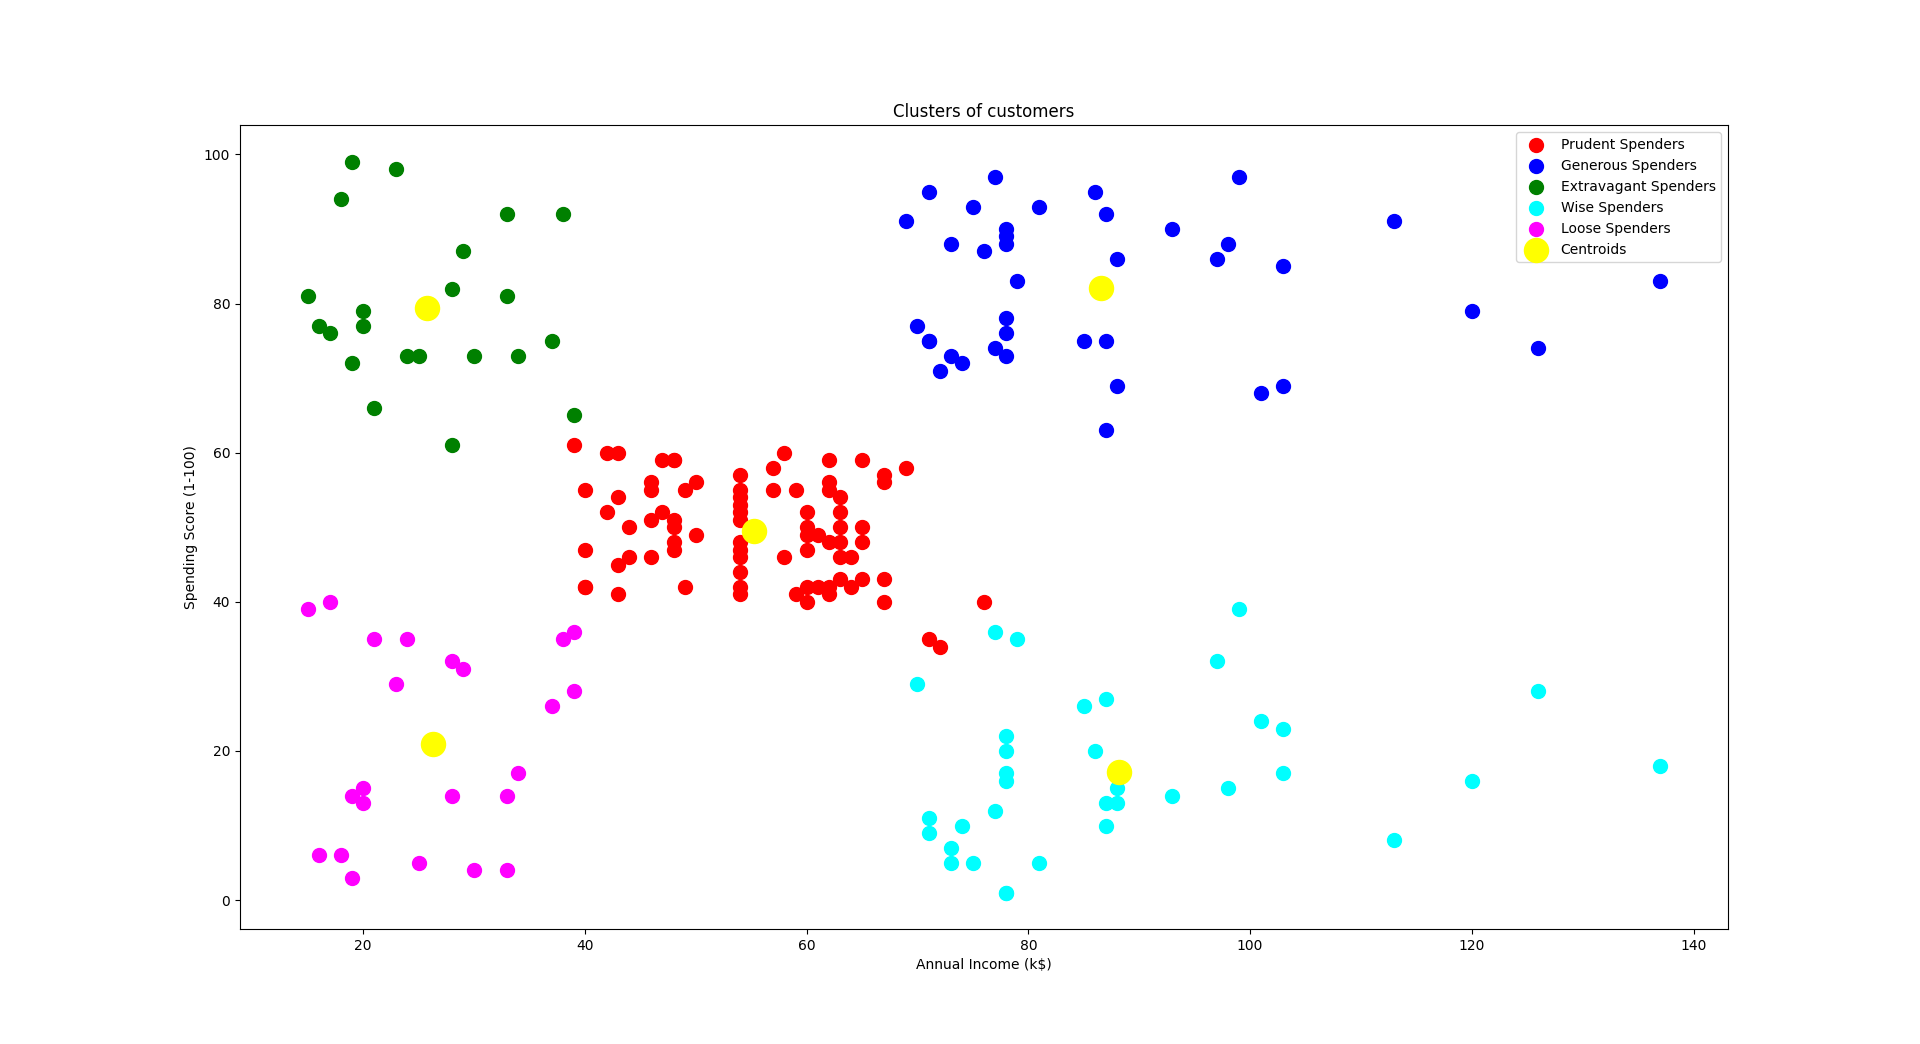 Clusters of customers
Prudent Spenders
Generous Spenders
Extravagant Spenders
Wise Spenders
Loose Spenders
Centroids
Spending Score (1-100)
100
80
60
40
20
0
20 40 60 80 100 120 140
Annual Income (k$)